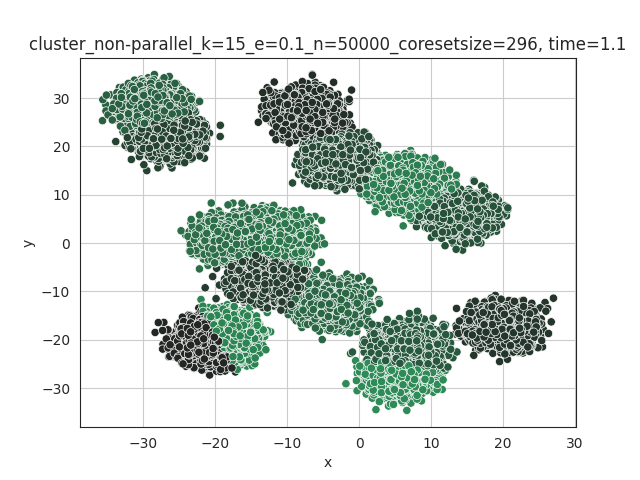 cluster_non-parallel_k=15_e=0.1_n=50000_coresetsize=296, time=1.1
30
20
10
0
−10
−20
−30
y
−30 −20 −10 0 10 20 30
x